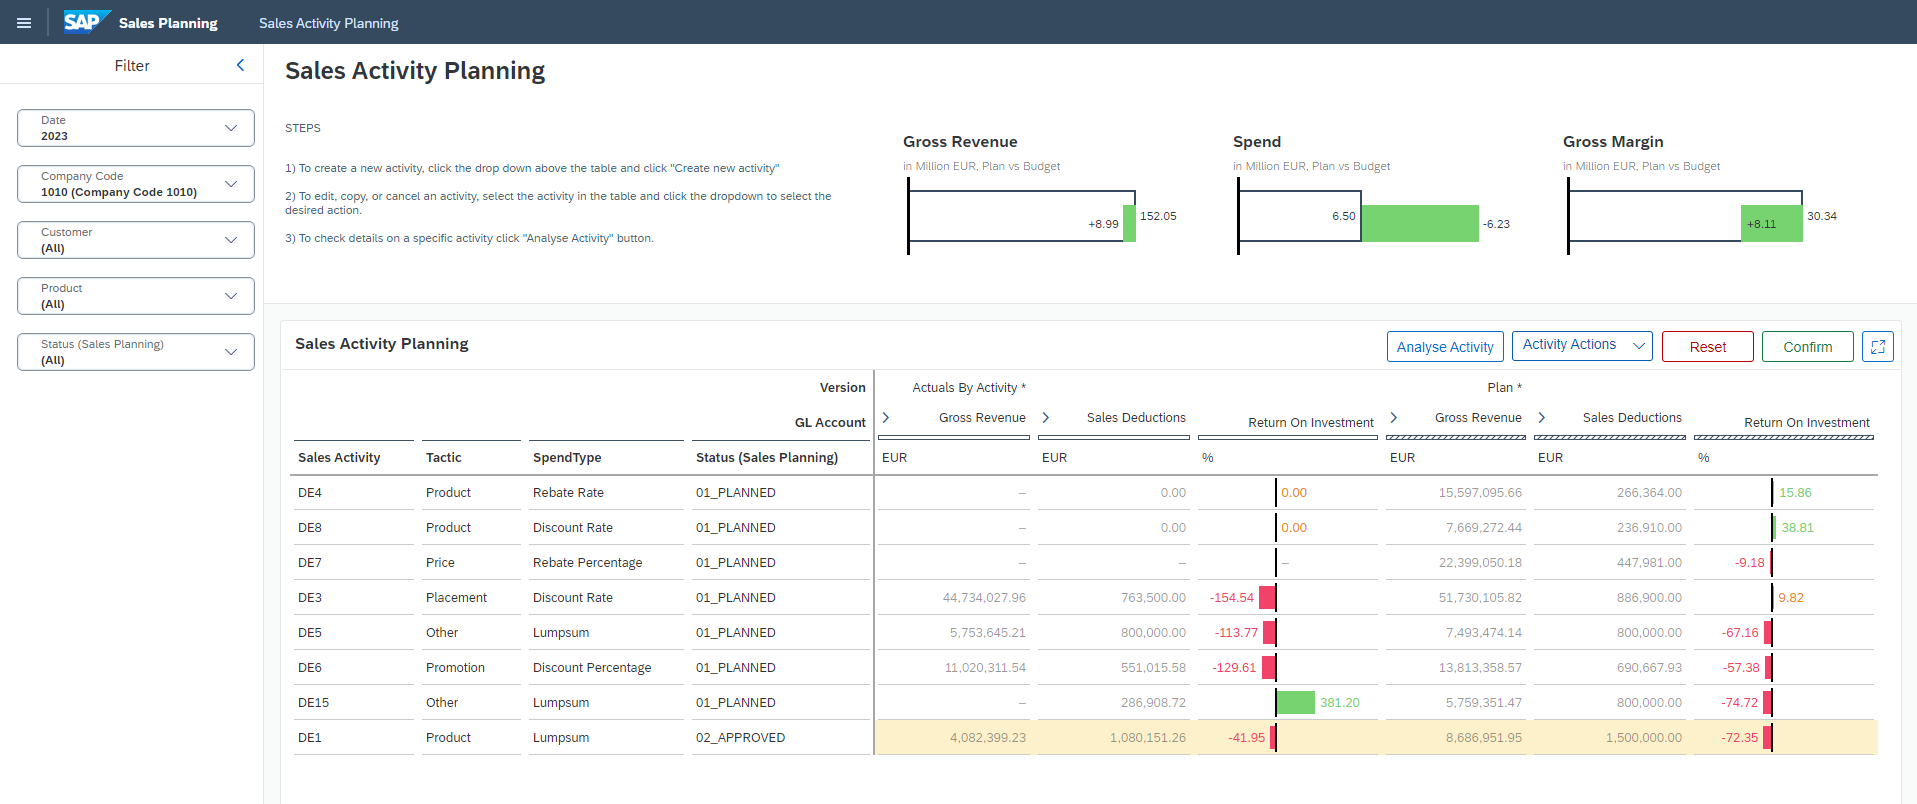 SAP Sales Planning Sales Activity Planning
Filter
Date
2023
Company Code
1010 (Company Code 1010)
Customer
(All)
Product
(All)
Status (Sales Planning)
(All)
Sales Activity Planning
STEPS
1) To create a new activity, click the drop down above the table and click "Create new activity"
2) To edit, copy, or cancel an activity, select the activity in the table and click the dropdown to select the
desired action.
3) To check details on a specific activity click "Analyse Activity" button.
Gross Revenue
in Million EUR, Plan vs Budget
+8.99 152.05
Spend
in Million EUR, Plan vs Budget
6.50 -6.23
Gross Margin
in Million EUR, Plan vs Budget
+8.11 30.34
Sales Activity Planning
Analyse Activity Activity Actions Reset Confirm
Version Actuals By Activity * Plan *
GL Account Gross Revenue Sales Deductions Return On Investment Gross Revenue Sales Deductions Return On Investment
Sales Activity Tactic SpendType Status (Sales Planning) EUR EUR % EUR EUR %
DE4 Product Rebate Rate 01_PLANNED – 0.00 0.00 15,597,095.66 266,364.00 15.86
DE8 Product Discount Rate 01_PLANNED – 0.00 0.00 7,669,272.44 236,910.00 38.81
DE7 Price Rebate Percentage 01_PLANNED – – – 22,399,050.18 447,981.00 -9.18
DE3 Placement Discount Rate 01_PLANNED 44,734,027.96 763,500.00 -154.54 51,730,105.82 886,900.00 9.82
DE5 Other Lumpsum 01_PLANNED 5,753,645.21 800,000.00 -113.77 7,493,474.14 800,000.00 -67.16
DE6 Promotion Discount Percentage 01_PLANNED 11,020,311.54 551,015.58 -129.61 13,813,358.57 690,667.93 -57.38
DE15 Other Lumpsum 01_PLANNED – 286,908.72 381.20 5,759,351.47 800,000.00 -74.72
DE1 Product Lumpsum 02_APPROVED 4,082,399.23 1,080,151.26 -41.95 8,686,951.95 1,500,000.00 -72.35